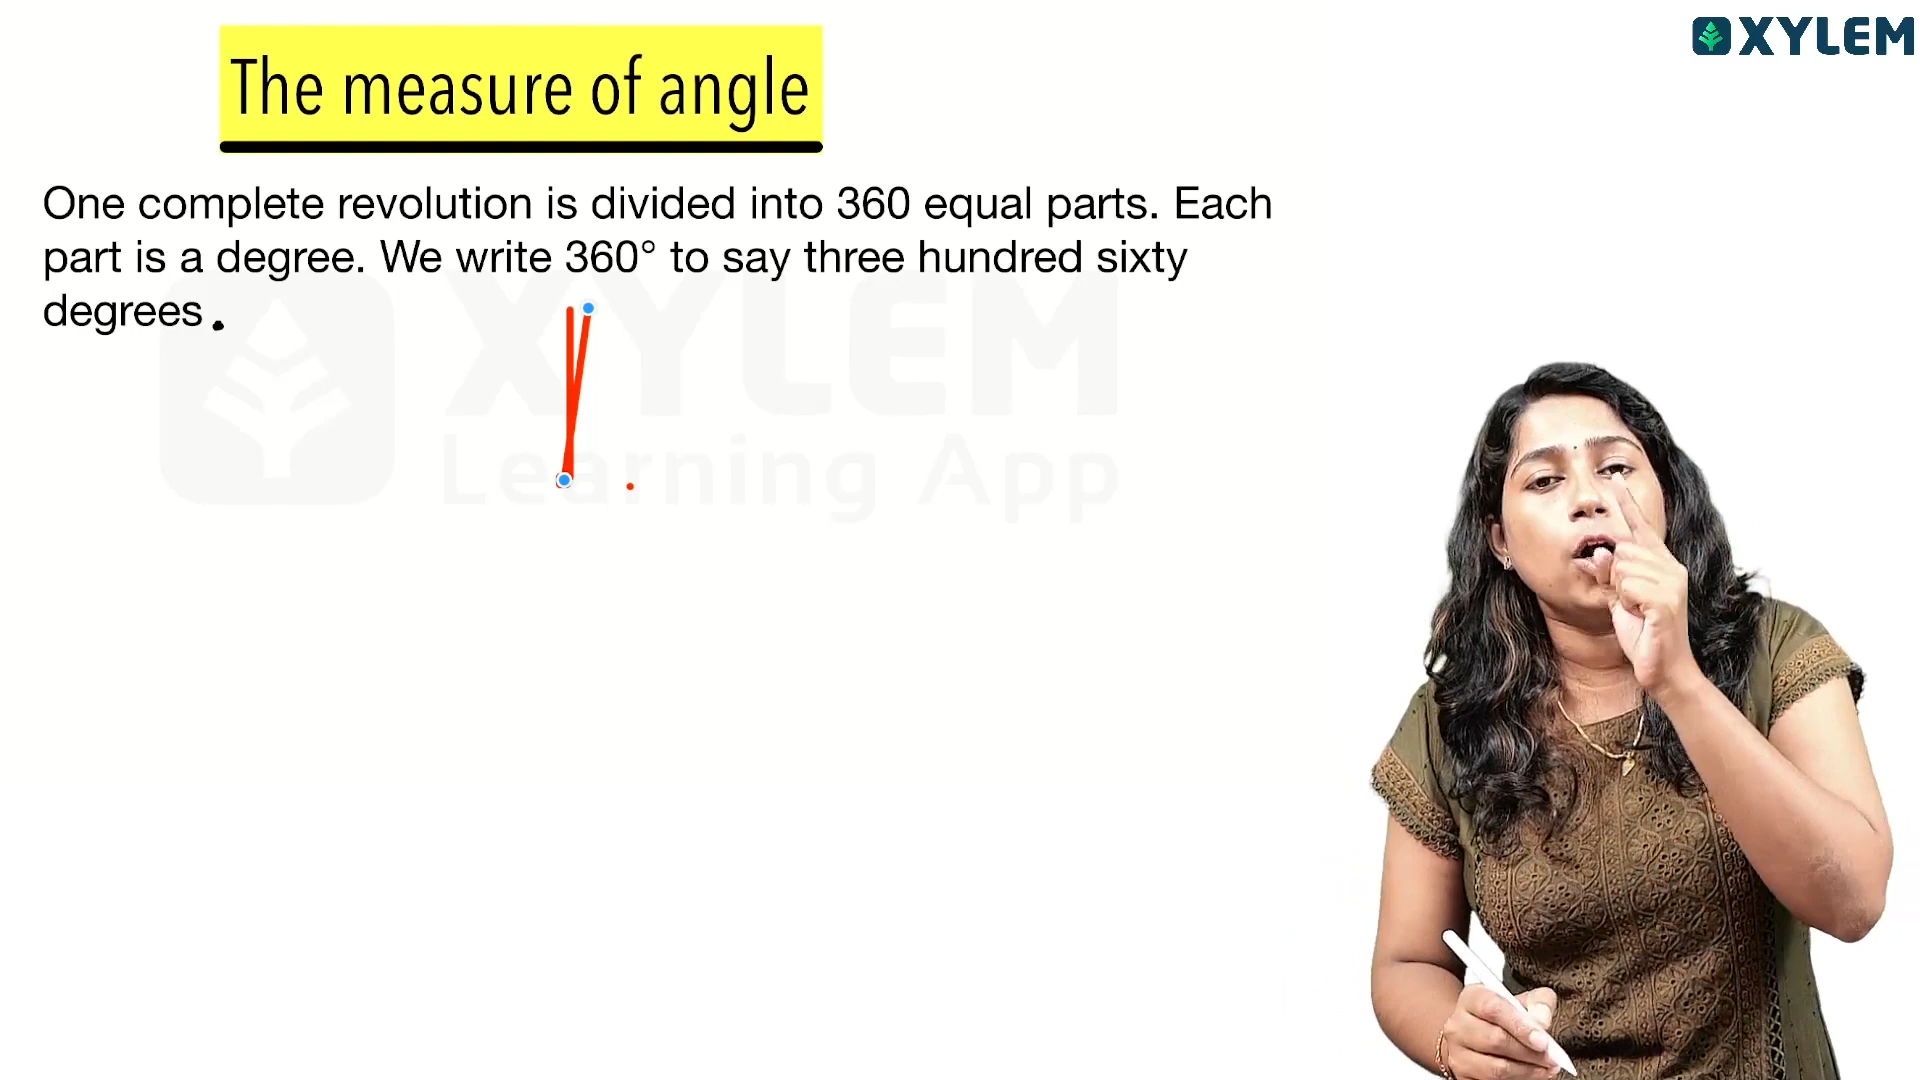 XYLEM
The measure of angle
One complete revolution is divided into 360 equal parts. Each
part is a degree. We write 360° to say three hundred sixty
degrees.
XYLEM
Learning App